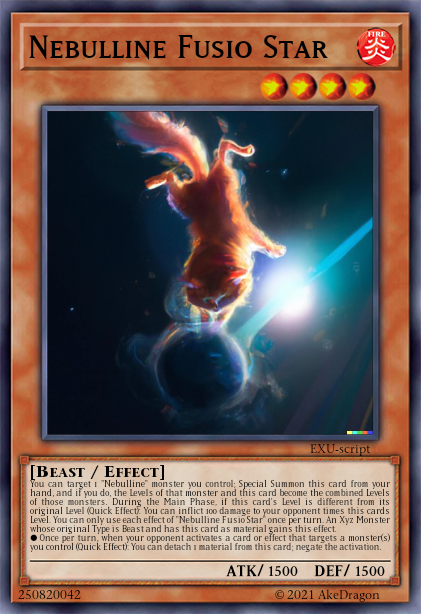 Nebulline Fusio Star
FIRE
炎
EXU-script
[Beast / Effect]
You can target 1 "Nebulline" monster you control; Special Summon this card from your
hand, and if you do, the Levels of that monster and this card become the combined Levels
of those monsters. During the Main Phase, if this card's Level is different from its
original Level (Quick Effect): You can inflict 100 damage to your opponent times this cards
Level. You can only use each effect of "Nebulline Fusio Star" once per turn. An Xyz Monster
whose original Type is Beast and has this card as material gains this effect.
● Once per turn, when your opponent activates a card or effect that targets a monster(s)
you control (Quick Effect): You can detach 1 material from this card; negate the activation.
ATK/ 1500 DEF/ 1500
250820042 © 2021 AkeDragon